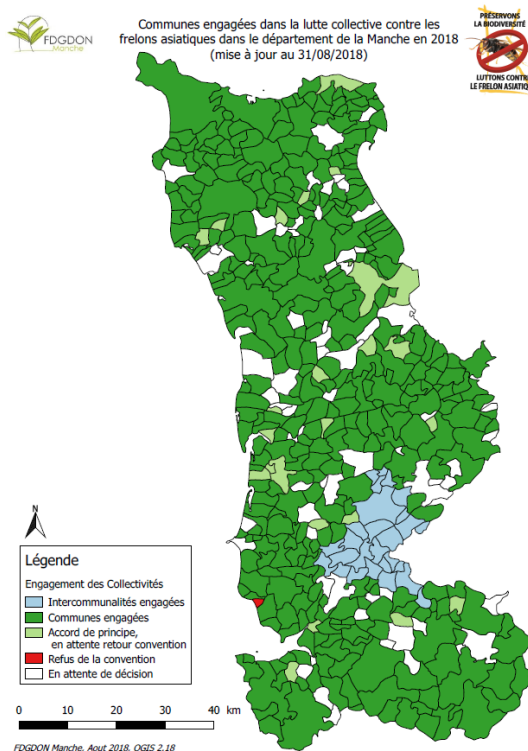 FDGDON
Manche
Communes engagées dans la lutte collective contre les
frelons asiatiques dans le département de la Manche en 2018
(mise à jour au 31/08/2018)
PRÉSERVONS
LA BIODIVERSITÉ
LUTTONS CONTRE
LE FRELON ASIATIQUE
N
Légende
Engagement des Collectivités
Intercommunalités engagées
Communes engagées
Accord de principe,
en attente retour convention
Refus de la convention
En attente de décision
0 10 20 30 40 km
FDGDON Manche, Aout 2018, QGIS 2.18